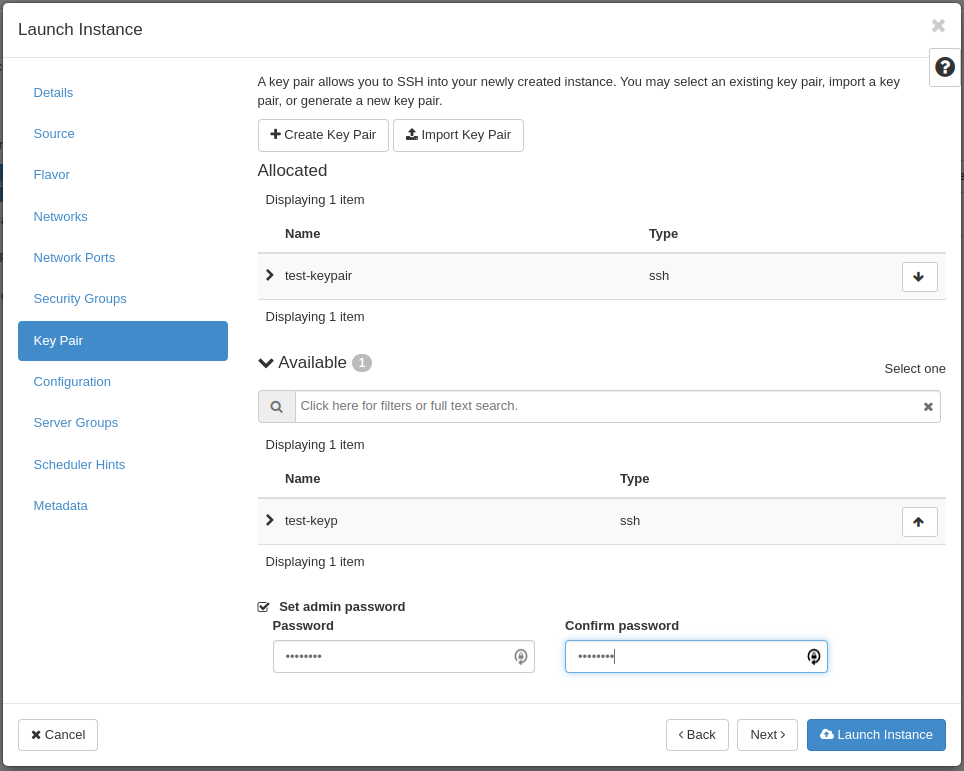 Launch Instance
Details
Source
Flavor
Networks
Network Ports
Security Groups
Key Pair
Configuration
Server Groups
Scheduler Hints
Metadata
A key pair allows you to SSH into your newly created instance. You may select an existing key pair, import a key
pair, or generate a new key pair.
Create Key Pair Import Key Pair
Allocated
Displaying 1 item
Name Type
test-keypair ssh
Displaying 1 item
Available 1 Select one
Click here for filters or full text search.
Displaying 1 item
Name Type
test-keyp ssh
Displaying 1 item
Set admin password
Password Confirm password
•••••••• ••••••••
Cancel Back Next Launch Instance